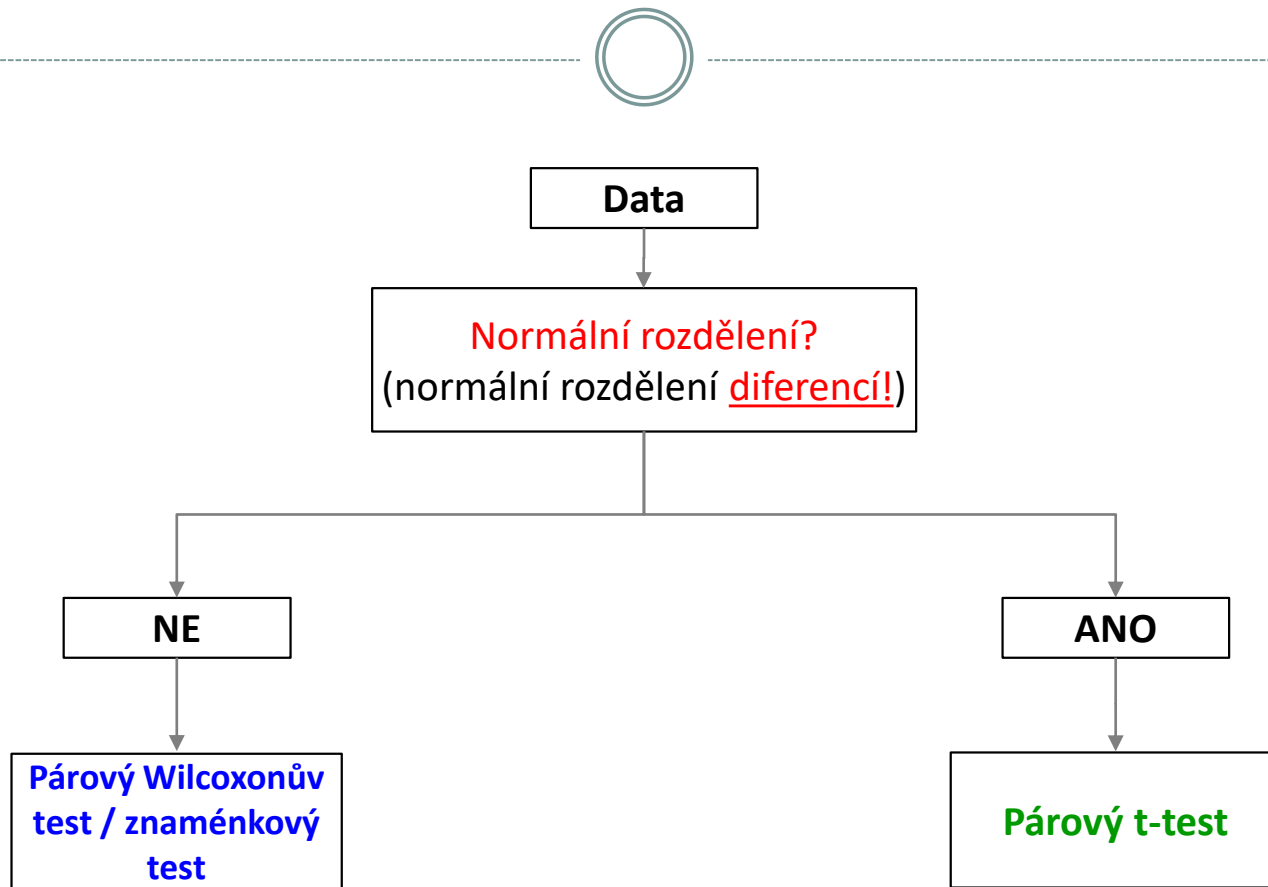 Data
Normální rozdělení?
(normální rozdělení diferencí!)
NE
ANO
Párový Wilcoxonův
test / znaménkový
test
Párový t-test